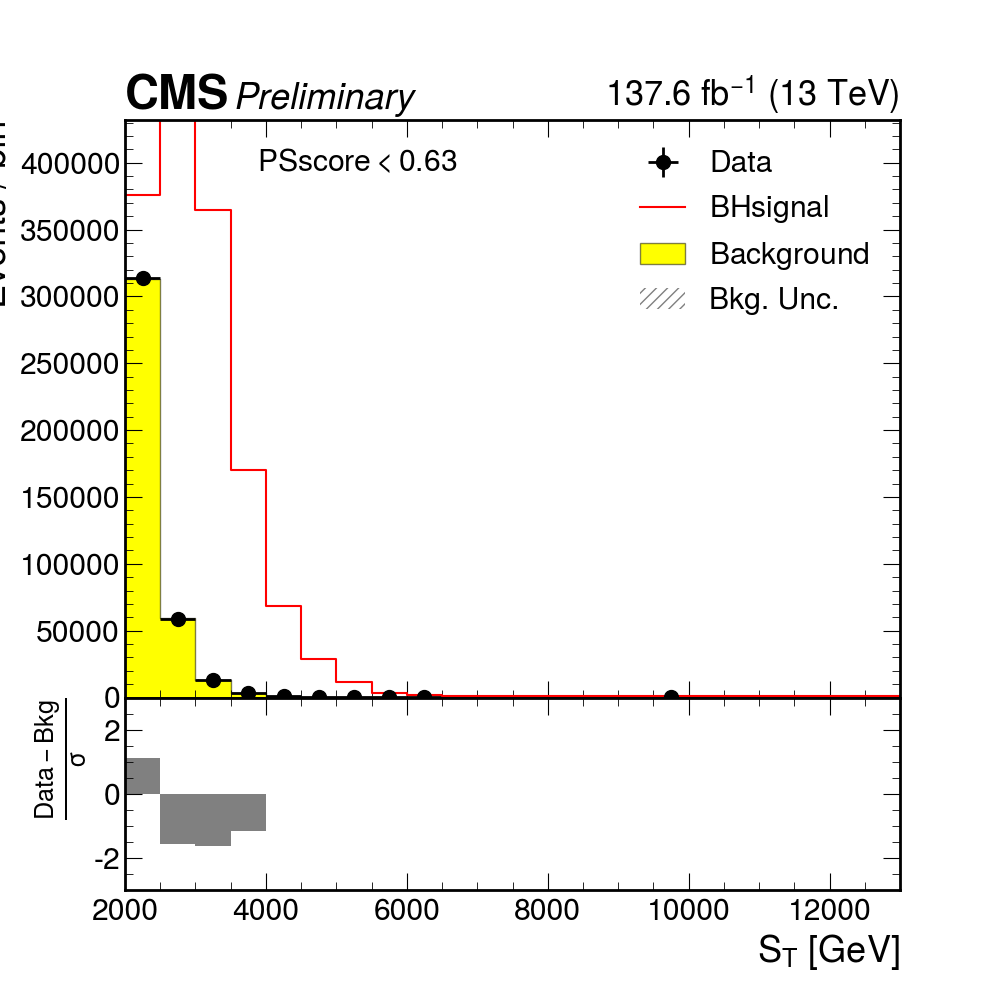 CMS Preliminary
137.6 fb⁻¹ (13 TeV)
PSscore < 0.63
Data
BHsignal
Background
Bkg. Unc.
400000
350000
300000
250000
200000
150000
100000
50000
0
Data − Bkg
σ
2
0
-2
2000 4000 6000 8000 10000 12000
S_T [GeV]